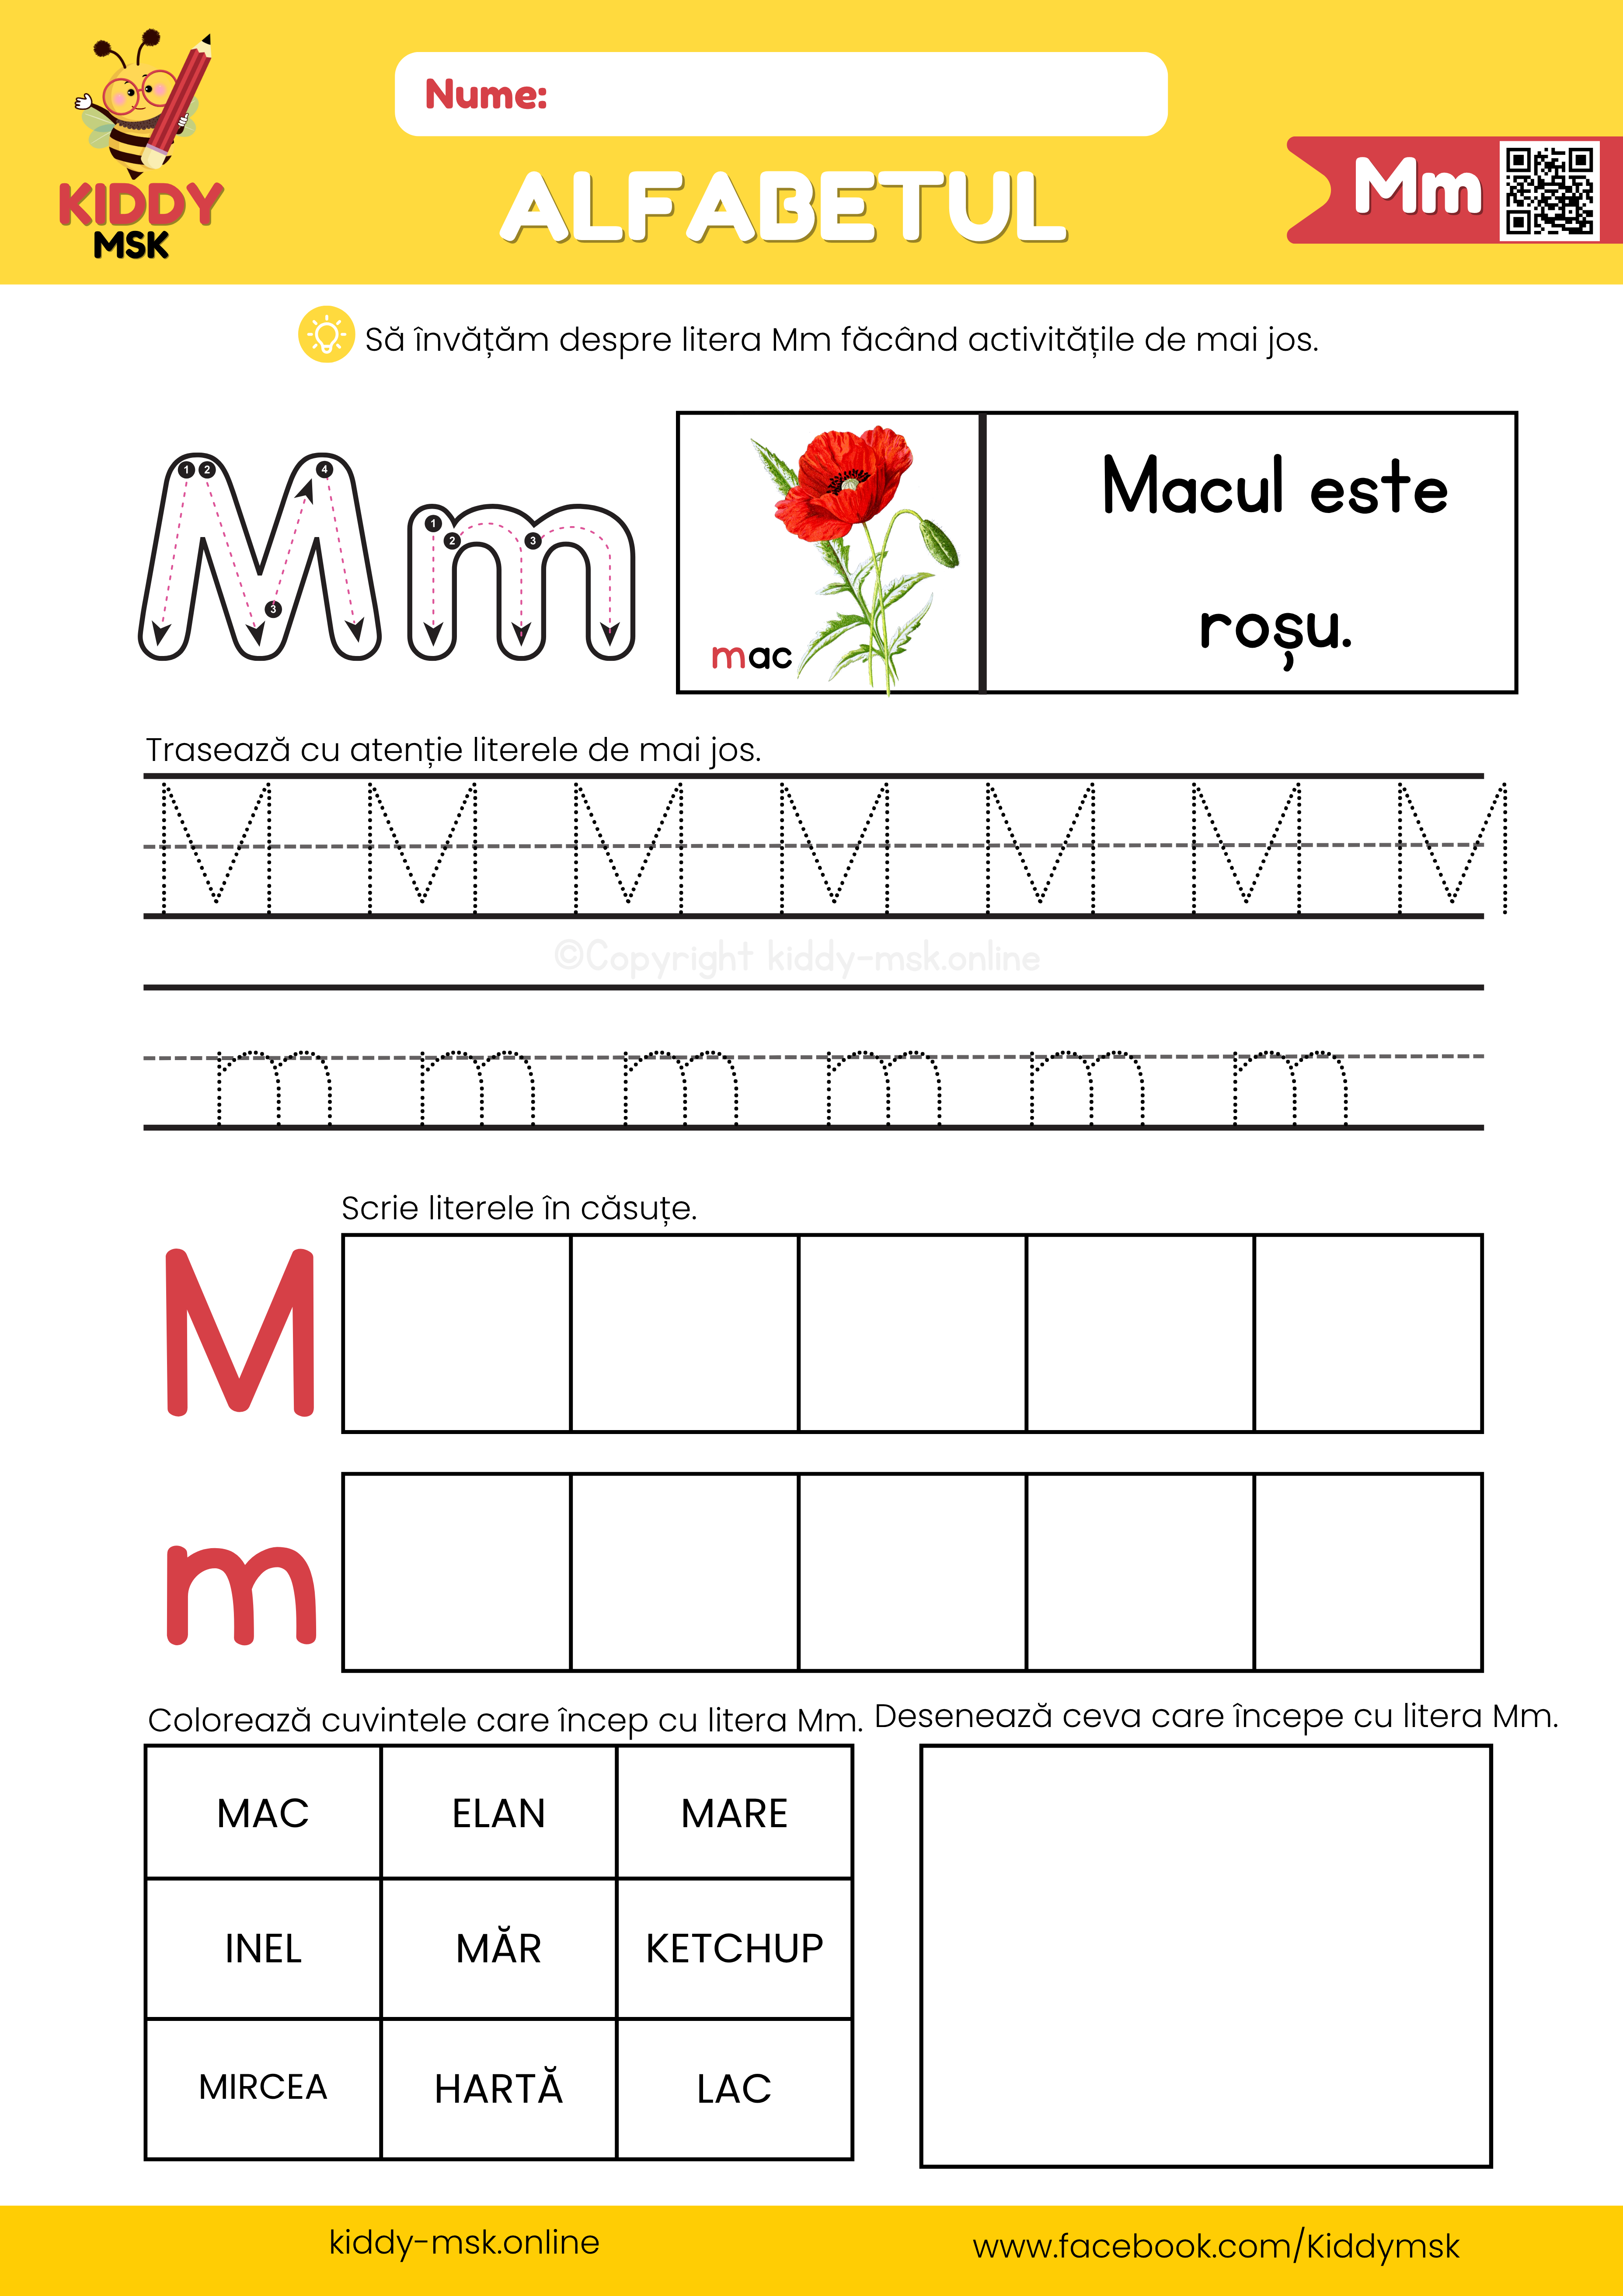 KIDDY
MSK
Nume:
ALFABETUL
Mm
Să învățăm despre litera Mm făcând activitățile de mai jos.
1 2 4
3
1
2 3
M m
mac
Macul este
roșu.
Trasează cu atenție literele de mai jos.
M M M M M M M
©Copyright kiddy-msk.online
m m m m m m
Scrie literele în căsuțe.
M
m
Colorează cuvintele care încep cu litera Mm.
MAC ELAN MARE
INEL MĂR KETCHUP
MIRCEA HARTĂ LAC
Desenează ceva care începe cu litera Mm.
kiddy-msk.online
www.facebook.com/Kiddymsk